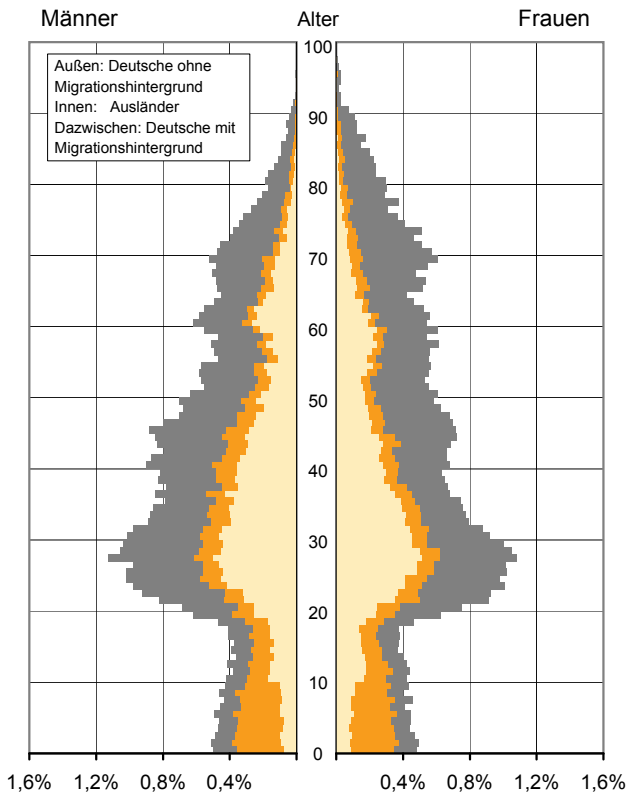 Männer Alter Frauen
100
Außen: Deutsche ohne
Migrationshintergrund
Innen: Ausländer
Dazwischen: Deutsche mit
Migrationshintergrund
90
80
70
60
50
40
30
20
10
0
1,6% 1,2% 0,8% 0,4% 0,4% 0,8% 1,2% 1,6%